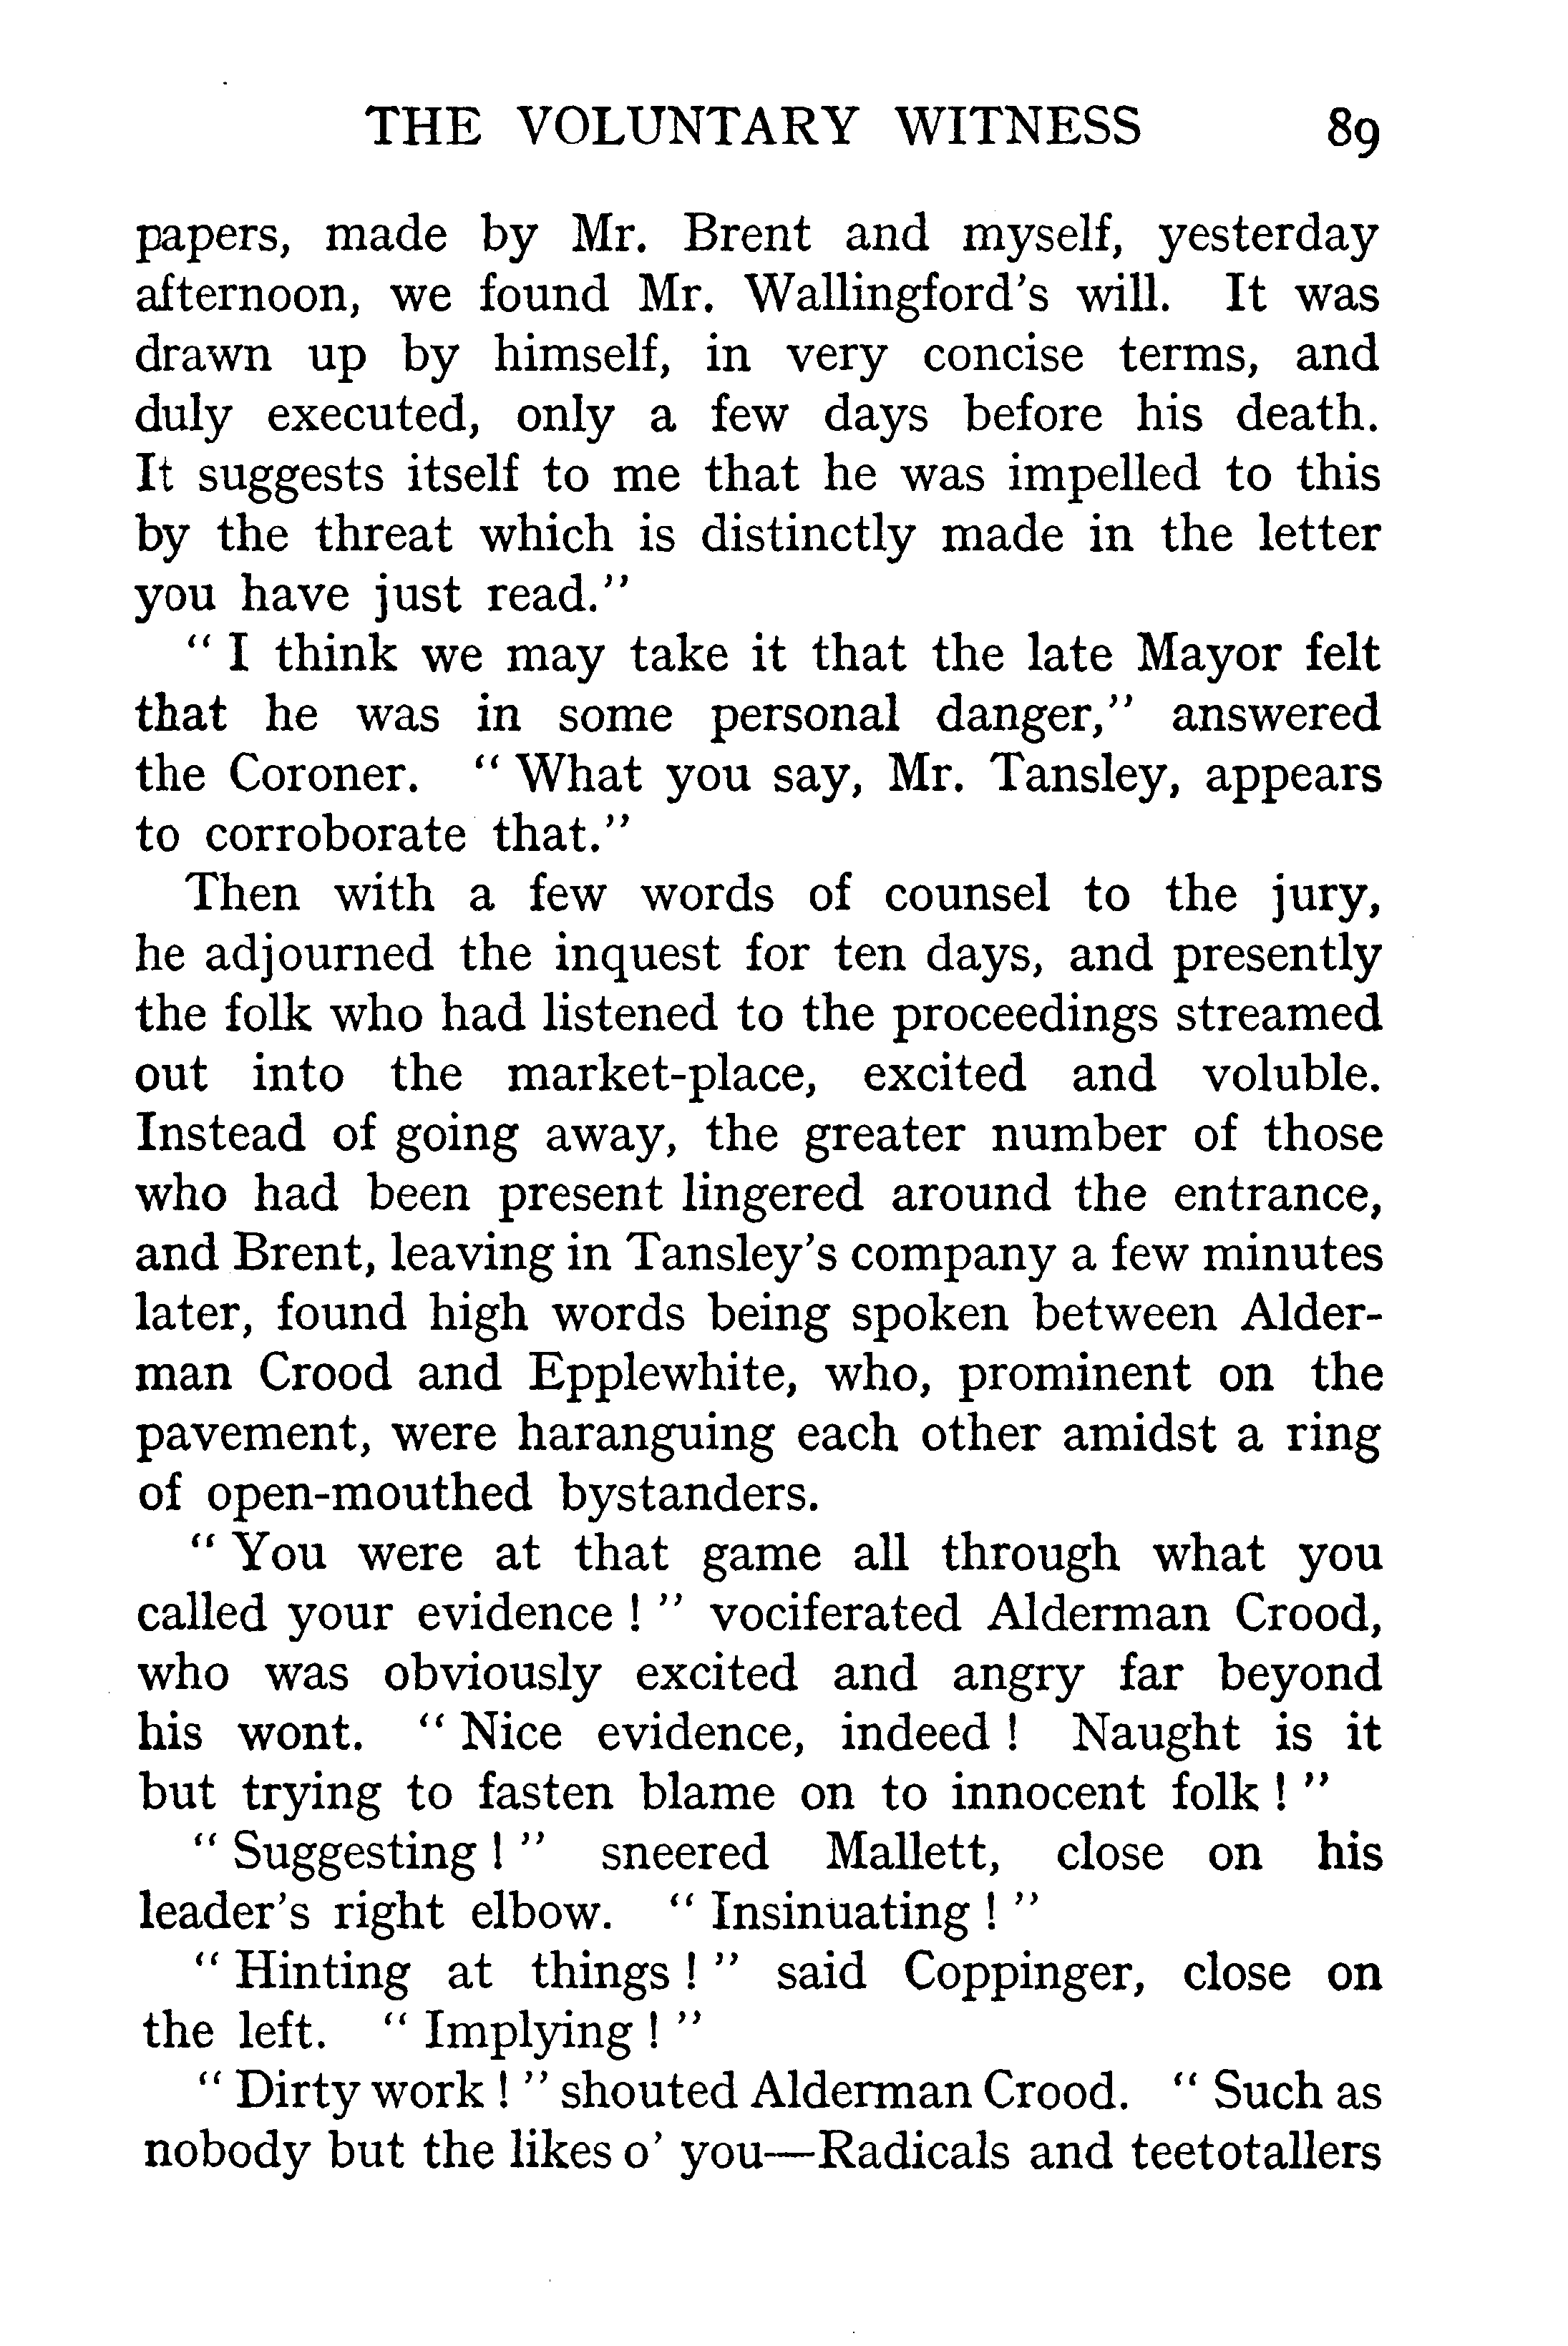 THE VOLUNTARY WITNESS 89
papers, made by Mr. Brent and myself, yesterday
afternoon, we found Mr. Wallingford's will. It was
drawn up by himself, in very concise terms, and
duly executed, only a few days before his death.
It suggests itself to me that he was impelled to this
by the threat which is distinctly made in the letter
you have just read.”
“ I think we may take it that the late Mayor felt
that he was in some personal danger,” answered
the Coroner. “ What you say, Mr. Tansley, appears
to corroborate that.”
Then with a few words of counsel to the jury,
he adjourned the inquest for ten days, and presently
the folk who had listened to the proceedings streamed
out into the market-place, excited and voluble.
Instead of going away, the greater number of those
who had been present lingered around the entrance,
and Brent, leaving in Tansley's company a few minutes
later, found high words being spoken between Alder-
man Crood and Epplewhite, who, prominent on the
pavement, were haranguing each other amidst a ring
of open-mouthed bystanders.
“ You were at that game all through what you
called your evidence ! ” vociferated Alderman Crood,
who was obviously excited and angry far beyond
his wont. “ Nice evidence, indeed ! Naught is it
but trying to fasten blame on to innocent folk ! ”
“ Suggesting ! ” sneered Mallett, close on his
leader's right elbow. “ Insinuating ! ”
“ Hinting at things ! ” said Coppinger, close on
the left. “ Implying ! ”
“ Dirty work ! ” shouted Alderman Crood. “ Such as
nobody but the likes o' you—Radicals and teetotallers